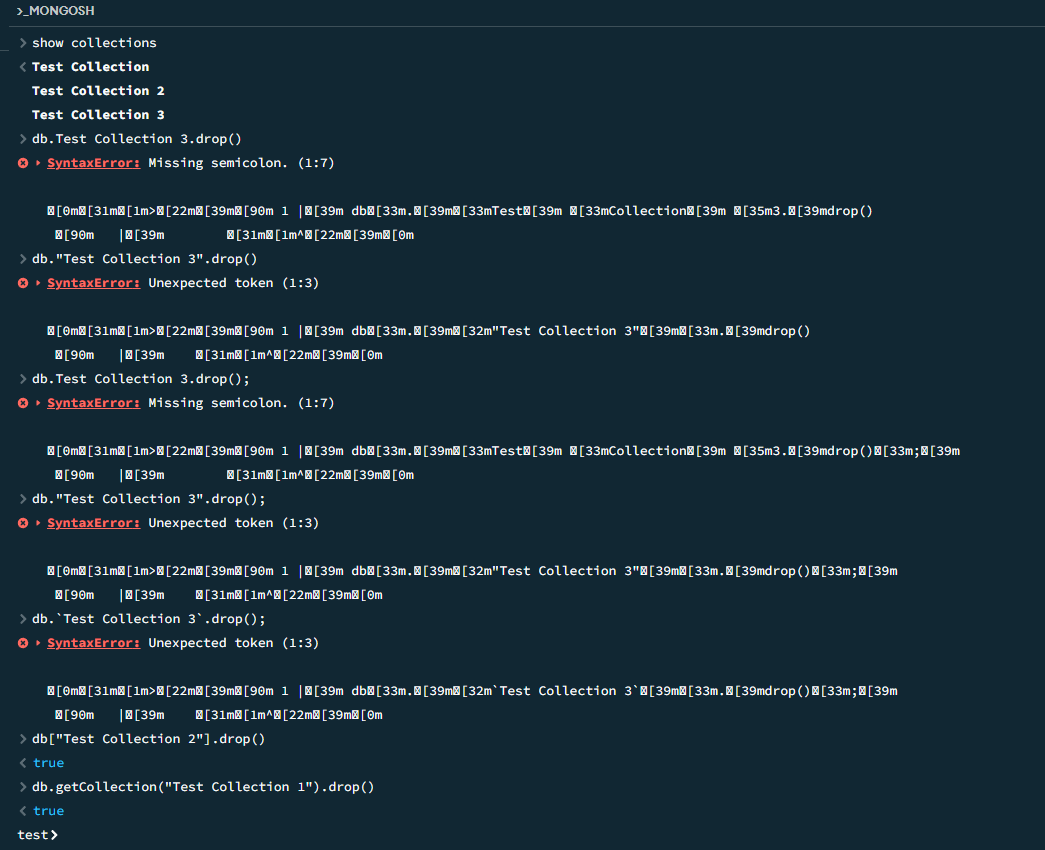 >_MONGOSH
> show collections
< Test Collection
Test Collection 2
Test Collection 3
> db.Test Collection 3.drop()
SyntaxError: Missing semicolon. (1:7)
�[0m�[31m�[1m>�[22m�[39m�[90m 1 |�[39m db�[33m.�[39m�[33mTest�[39m �[33mCollection�[39m �[35m3.�[39mdrop()
�[90m   |�[39m        �[31m�[1m^�[22m�[39m�[0m
> db."Test Collection 3".drop()
SyntaxError: Unexpected token (1:3)
�[0m�[31m�[1m>�[22m�[39m�[90m 1 |�[39m db�[33m.�[39m�[32m"Test Collection 3"�[39m�[33m.�[39mdrop()
�[90m   |�[39m    �[31m�[1m^�[22m�[39m�[0m
> db.Test Collection 3.drop();
SyntaxError: Missing semicolon. (1:7)
�[0m�[31m�[1m>�[22m�[39m�[90m 1 |�[39m db�[33m.�[39m�[33mTest�[39m �[33mCollection�[39m �[35m3.�[39mdrop()�[33m;�[39m
�[90m   |�[39m        �[31m�[1m^�[22m�[39m�[0m
> db."Test Collection 3".drop();
SyntaxError: Unexpected token (1:3)
�[0m�[31m�[1m>�[22m�[39m�[90m 1 |�[39m db�[33m.�[39m�[32m"Test Collection 3"�[39m�[33m.�[39mdrop()�[33m;�[39m
�[90m   |�[39m    �[31m�[1m^�[22m�[39m�[0m
> db.`Test Collection 3`.drop();
SyntaxError: Unexpected token (1:3)
�[0m�[31m�[1m>�[22m�[39m�[90m 1 |�[39m db�[33m.�[39m�[32m`Test Collection 3`�[39m�[33m.�[39mdrop()�[33m;�[39m
�[90m   |�[39m    �[31m�[1m^�[22m�[39m�[0m
> db["Test Collection 2"].drop()
< true
> db.getCollection("Test Collection 1").drop()
< true
test>